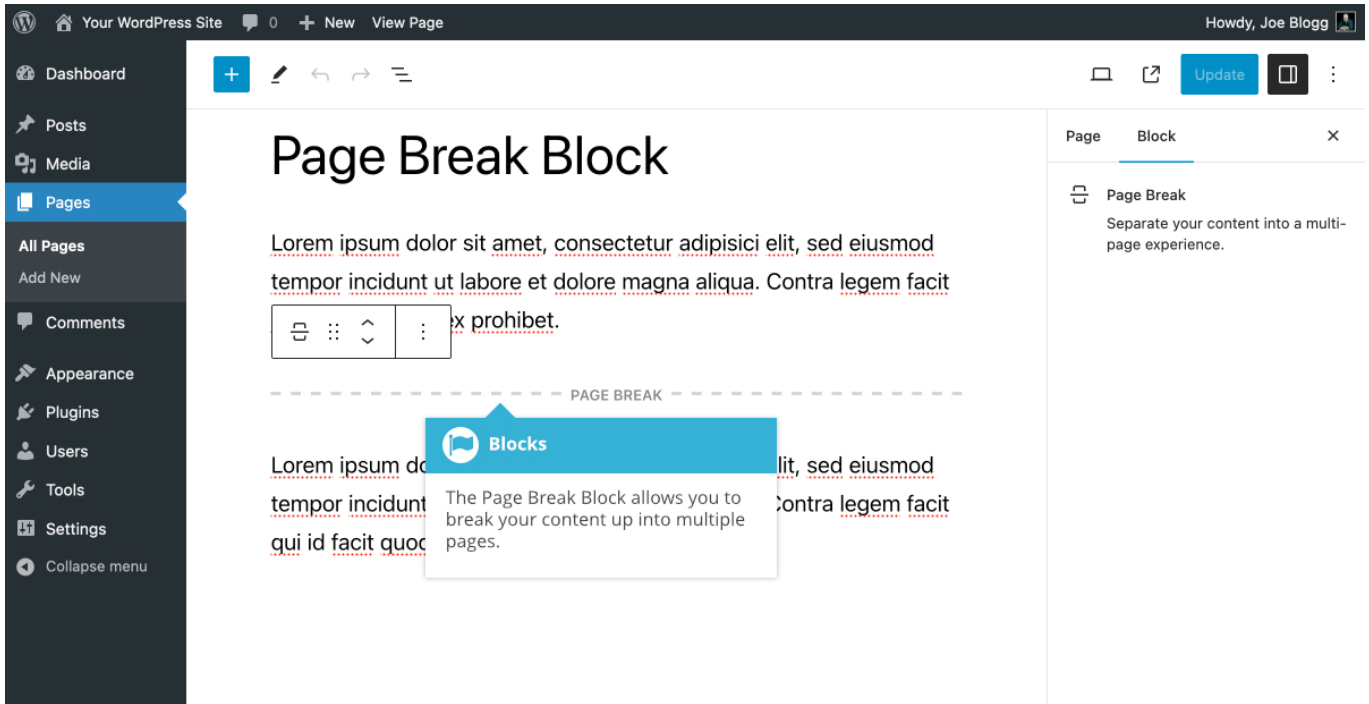 Your WordPress Site 0 New View Page Howdy, Joe Blogg
Dashboard
Posts
Media
Pages
All Pages
Add New
Comments
Appearance
Plugins
Users
Tools
Settings
Collapse menu
Update
Page Break Block
Lorem ipsum dolor sit amet, consectetur adipisici elit, sed eiusmod
tempor incidunt ut labore et dolore magna aliqua. Contra legem facit
ex prohibet.
PAGE BREAK
Blocks
The Page Break Block allows you to
break your content up into multiple
pages.
Lorem ipsum lit, sed eiusmod
tempor incidunt Contra legem facit
qui id facit quod
Page Block
Page Break
Separate your content into a multi-
page experience.